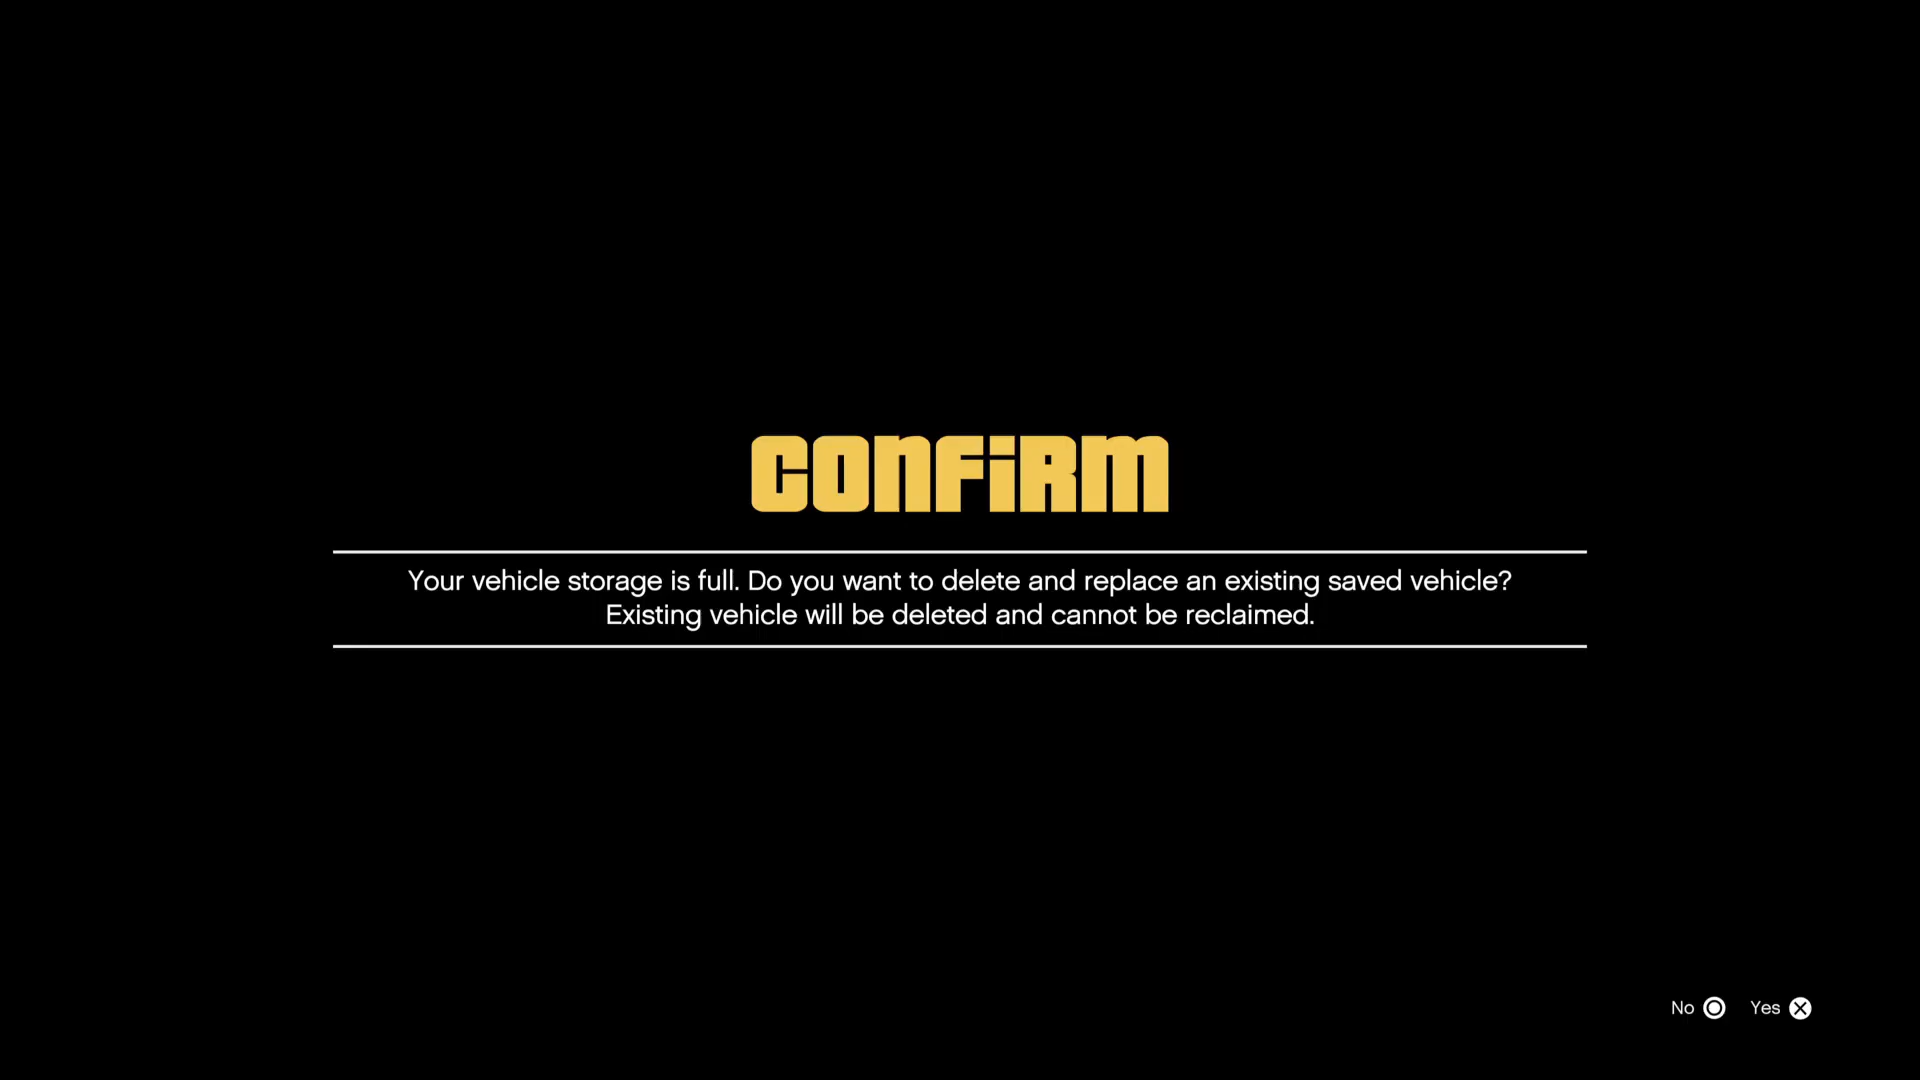 CONFIRM
Your vehicle storage is full. Do you want to delete and replace an existing saved vehicle?
Existing vehicle will be deleted and cannot be reclaimed.
No Yes